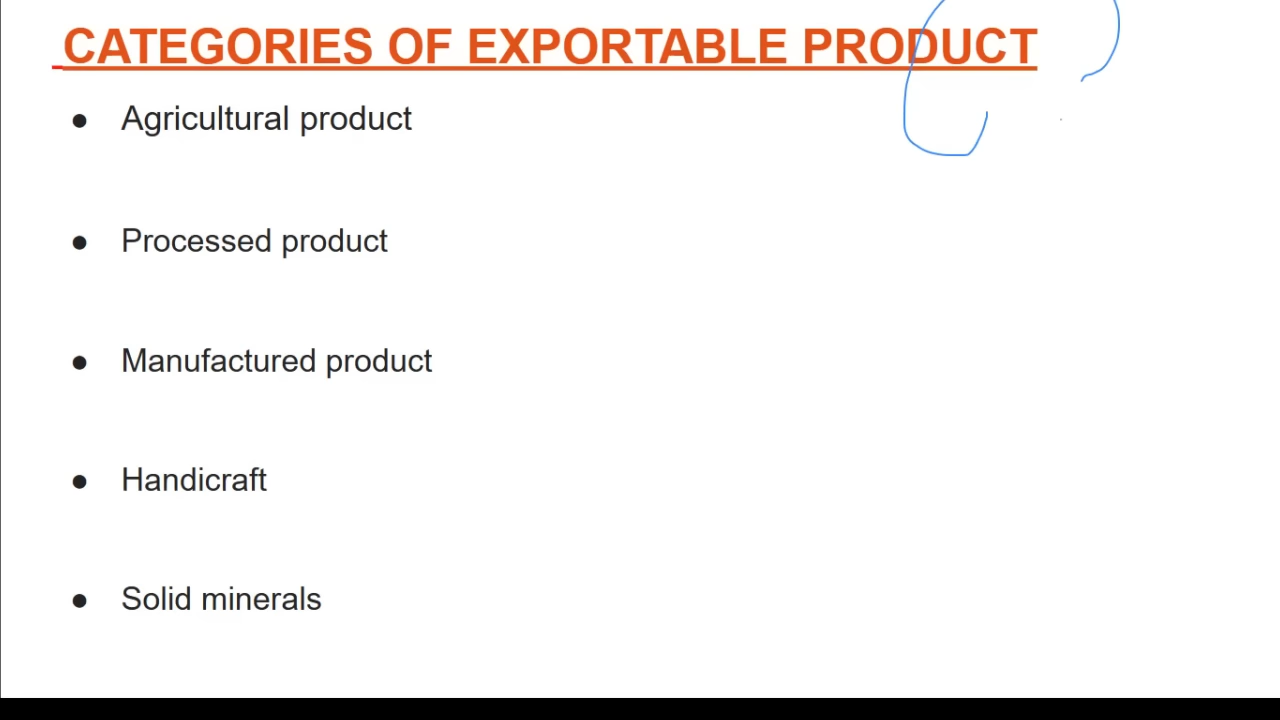 CATEGORIES OF EXPORTABLE PRODUCT
● Agricultural product
● Processed product
● Manufactured product
● Handicraft
● Solid minerals